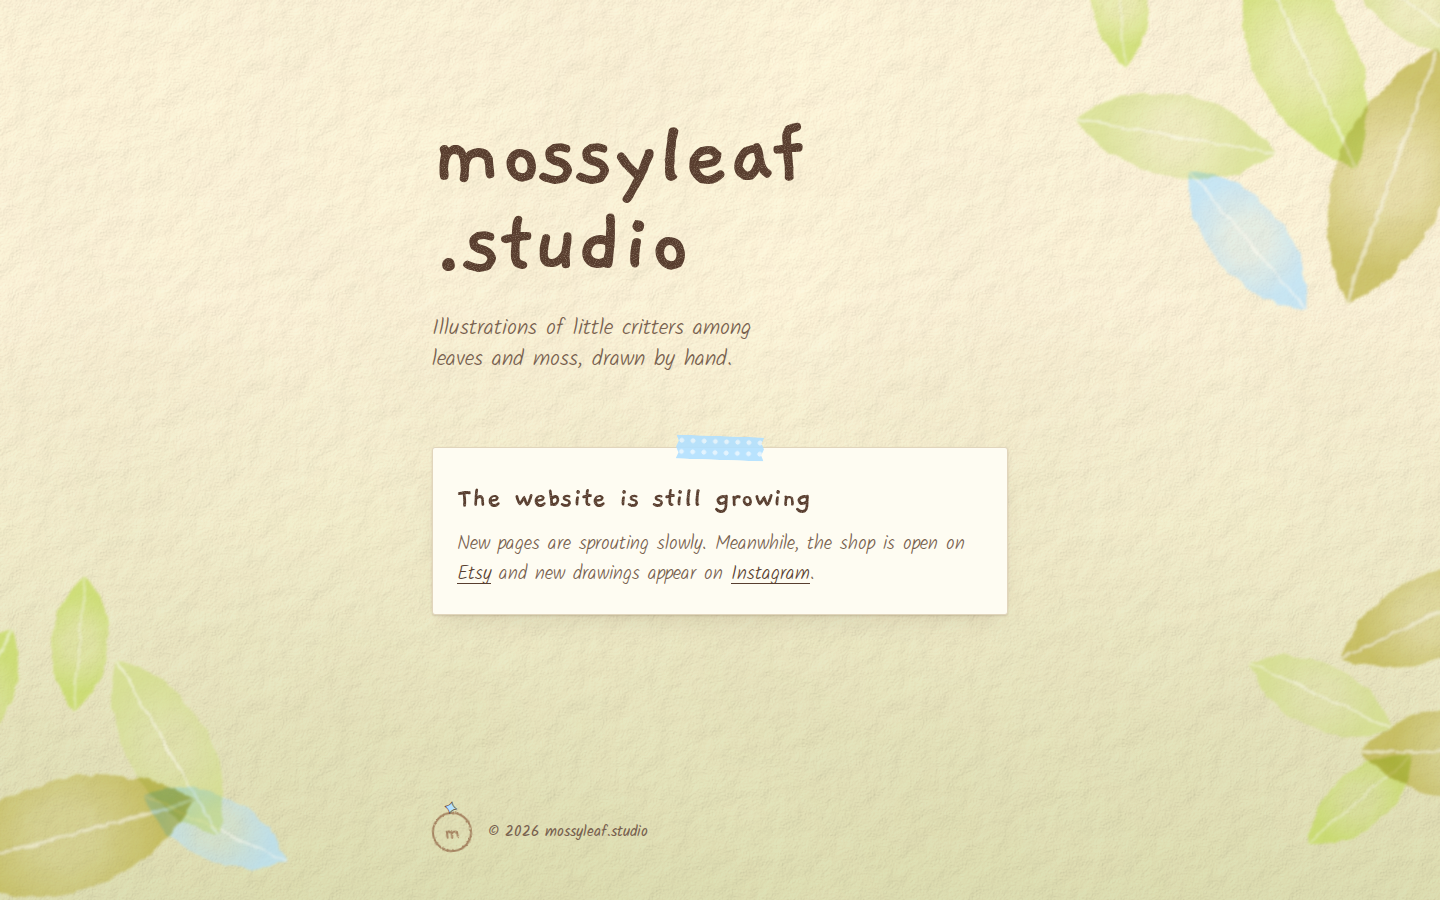 mossyleaf
.studio
Illustrations of little critters among
leaves and moss, drawn by hand.
The website is still growing
New pages are sprouting slowly. Meanwhile, the shop is open on
Etsy and new drawings appear on Instagram.
m
© 2026 mossyleaf.studio